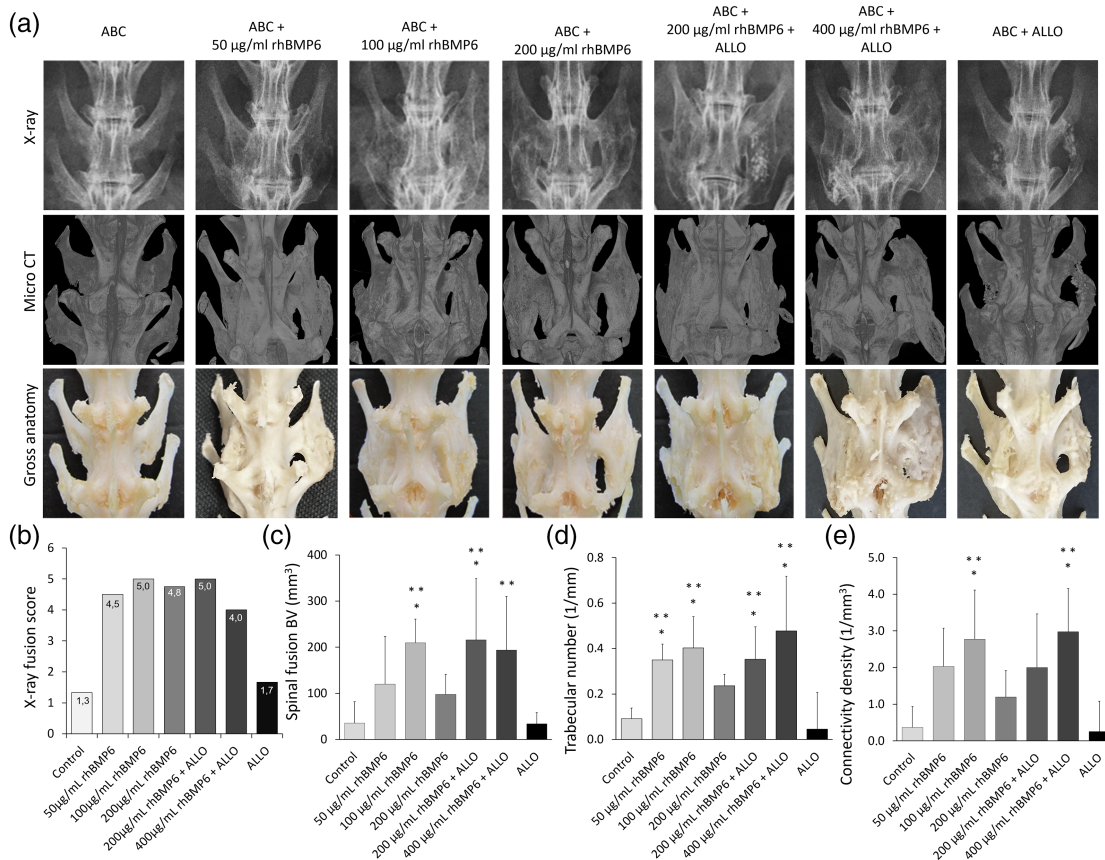 (a)
ABC
ABC +
50 µg/ml rhBMP6
ABC +
100 µg/ml rhBMP6
ABC +
200 µg/ml rhBMP6
ABC +
200 µg/ml rhBMP6 +
ALLO
ABC +
400 µg/ml rhBMP6 +
ALLO
ABC + ALLO
X-ray
Micro CT
Gross anatomy
(b)
X-ray fusion score
6
5
4
3
2
1
0
1,3
4,5
5,0
4,8
5,0
4,0
1,7
Control
50µg/mL rhBMP6
100µg/mL rhBMP6
200µg/mL rhBMP6
200µg/mL rhBMP6 + ALLO
400µg/mL rhBMP6 + ALLO
ALLO
(c)
Spinal fusion BV (mm³)
400
300
200
100
0
* *
*
* *
*
* *
Control
50 µg/mL rhBMP6
100 µg/mL rhBMP6
200 µg/mL rhBMP6
200 µg/mL rhBMP6 + ALLO
400 µg/mL rhBMP6 + ALLO
ALLO
(d)
Trabecular number (1/mm)
0.8
0.6
0.4
0.2
0.0
* *
*
* *
*
* *
*
* *
*
Control
50 µg/mL rhBMP6
100 µg/mL rhBMP6
200 µg/mL rhBMP6
200 µg/mL rhBMP6 + ALLO
400 µg/mL rhBMP6 + ALLO
ALLO
(e)
Connectivity density (1/mm³)
5.0
4.0
3.0
2.0
1.0
0.0
* *
*
* *
*
Control
50 µg/mL rhBMP6
100 µg/mL rhBMP6
200 µg/mL rhBMP6
200 µg/mL rhBMP6 + ALLO
400 µg/mL rhBMP6 + ALLO
ALLO